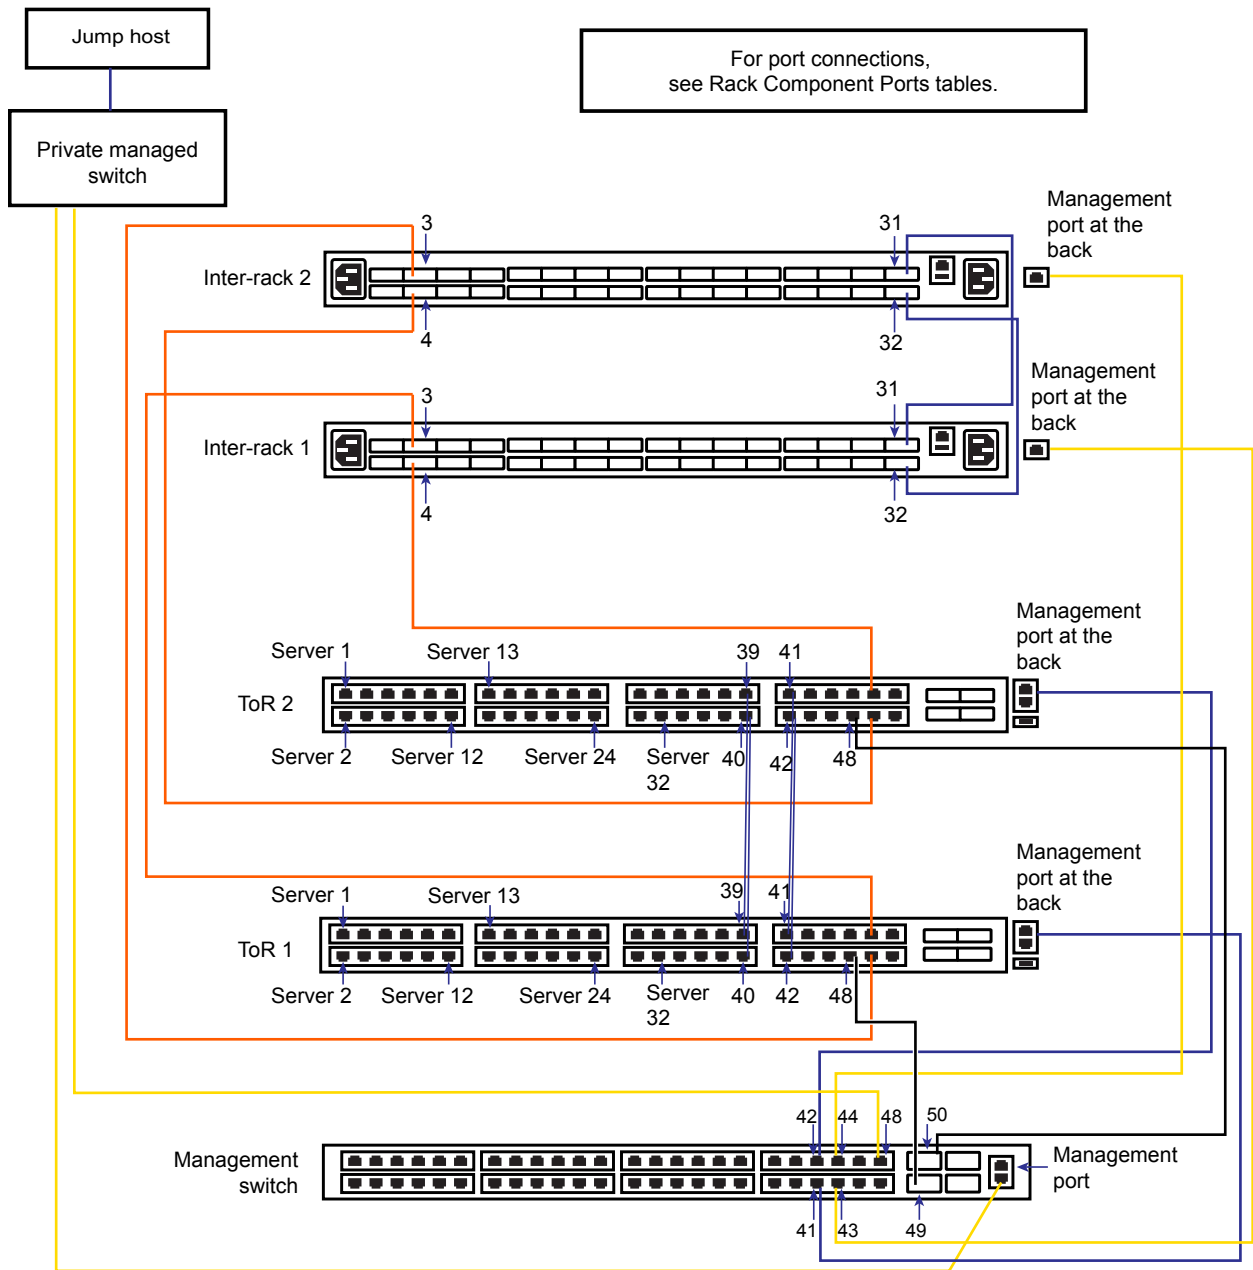 Jump host
For port connections,
see Rack Component Ports tables.
Private managed
switch
Management
port at the
back
3
31
Inter-rack 2
4
32
Management
port at the
back
3
31
Inter-rack 1
4
32
Management
port at the
back
Server 1
Server 13
39
41
ToR 2
Server 2
Server 12
Server 24
Server
32
40
42
48
Management
port at the
back
Server 1
Server 13
39
41
ToR 1
Server 2
Server 12
Server 24
Server
32
40
42
48
42
44
48
50
Management
switch
Management
port
41
43
49